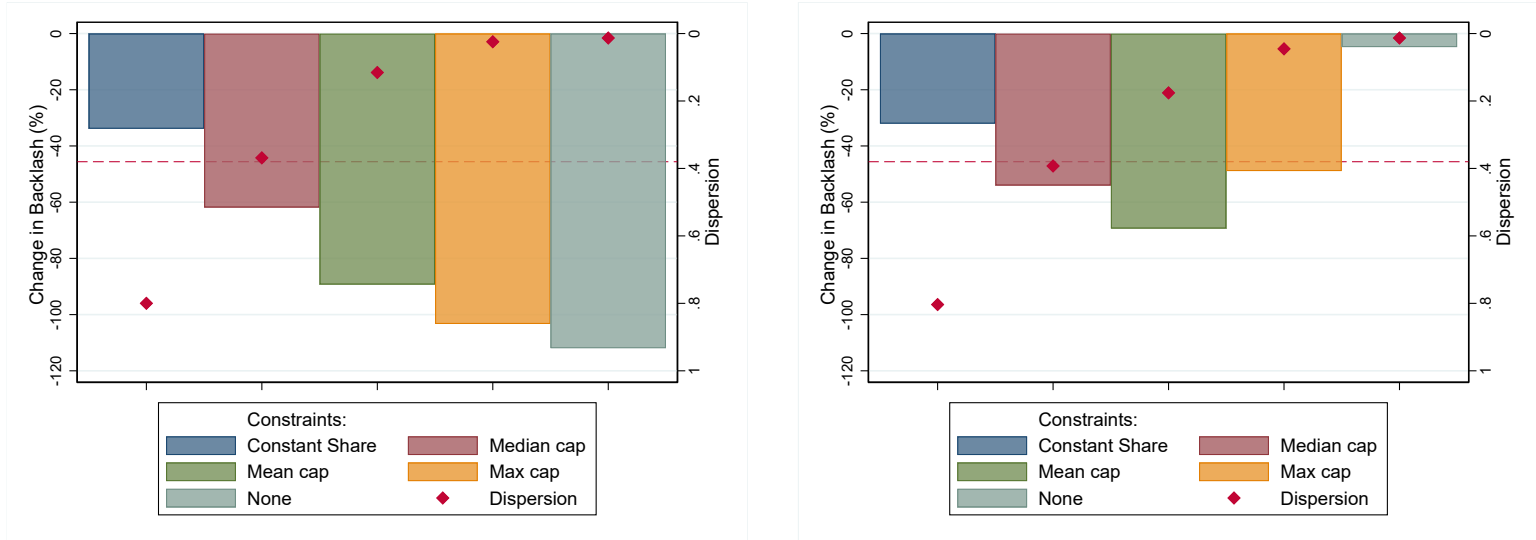 Change in Backlash (%)
0
-20
-40
-60
-80
-100
-120
0
.2
.4
.6
.8
1
Dispersion
Constraints:
Constant Share
Median cap
Mean cap
Max cap
None
Dispersion
Change in Backlash (%)
0
-20
-40
-60
-80
-100
-120
0
.2
.4
.6
.8
1
Dispersion
Constraints:
Constant Share
Median cap
Mean cap
Max cap
None
Dispersion